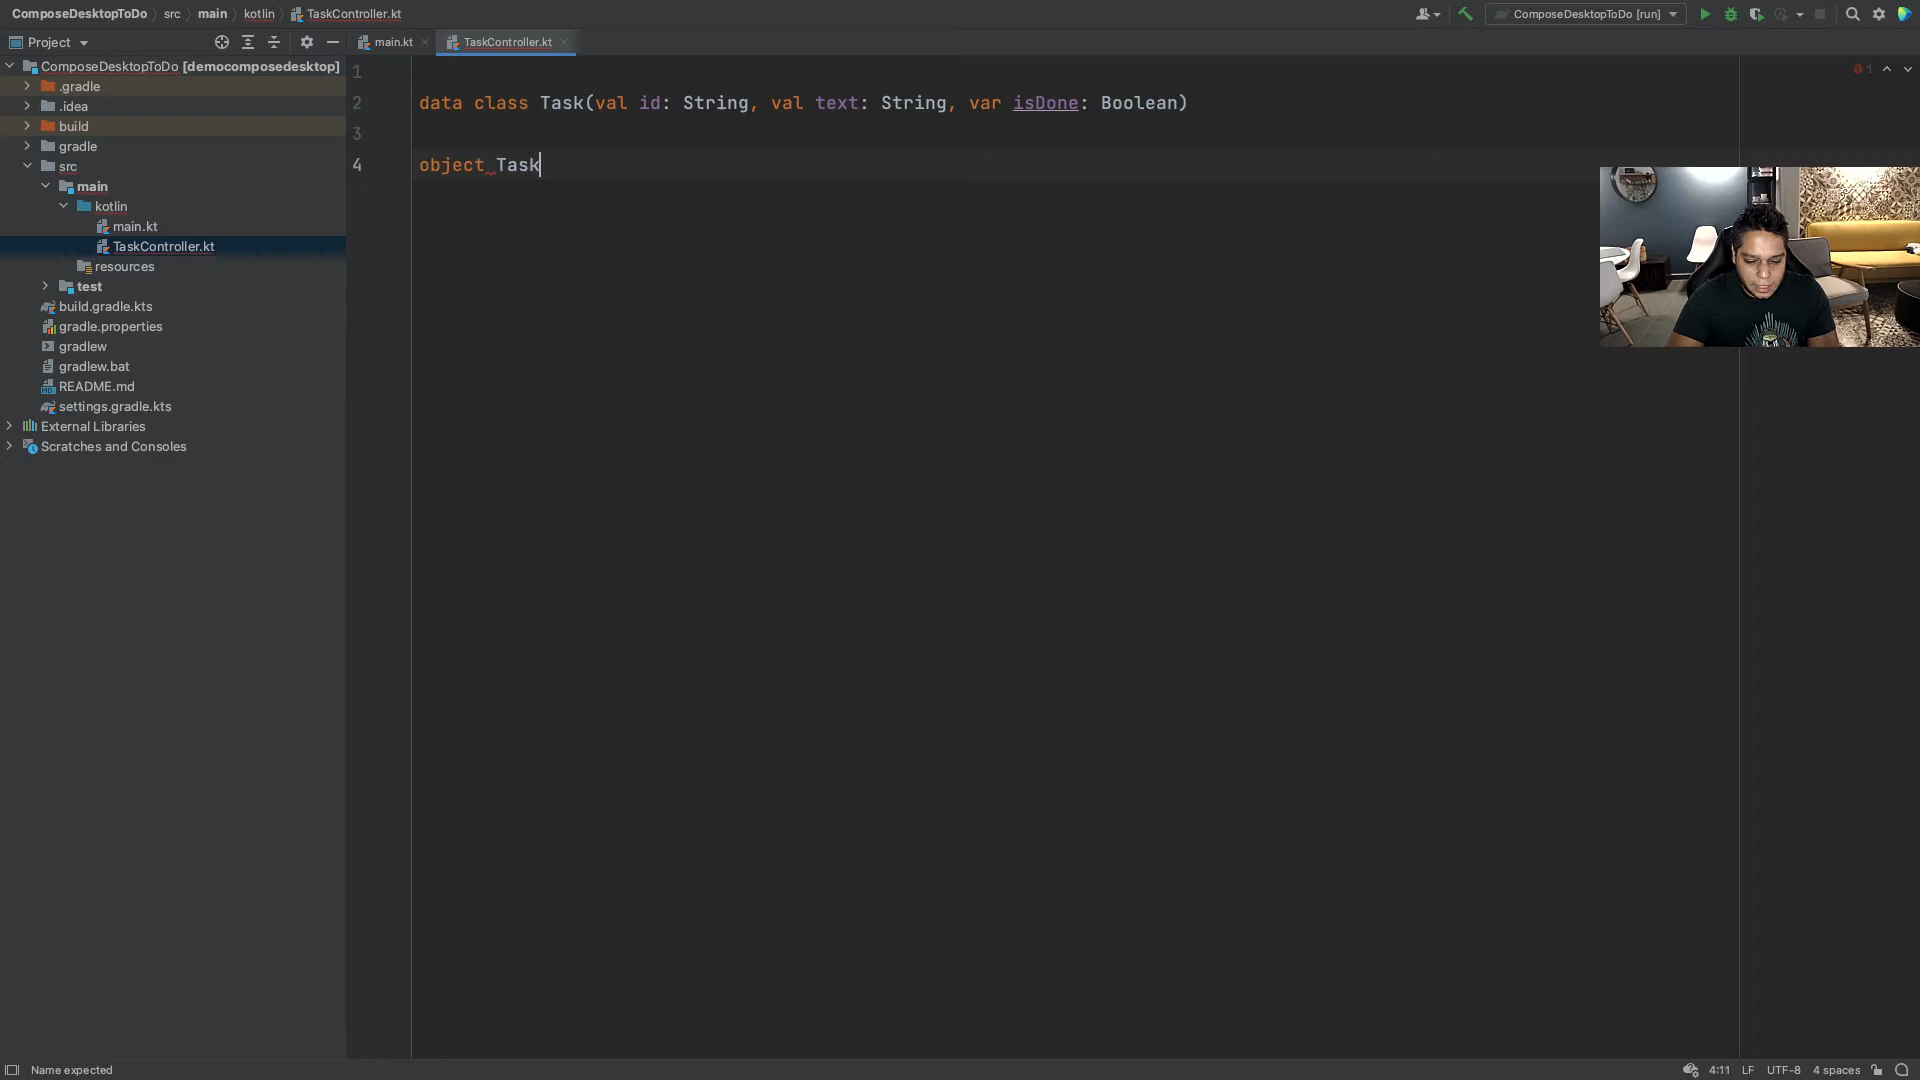 ComposeDesktopToDo src main kotlin TaskController.kt
ComposeDesktopToDo [run]
Project
main.kt
TaskController.kt
ComposeDesktopToDo [democomposedesktop]
.gradle
.idea
build
gradle
src
main
kotlin
main.kt
TaskController.kt
resources
test
build.gradle.kts
gradle.properties
gradlew
gradlew.bat
README.md
settings.gradle.kts
External Libraries
Scratches and Consoles
1
2 data class Task(val id: String, val text: String, var isDone: Boolean)
3
4 object Task
1
Name expected
4:11 LF UTF-8 4 spaces